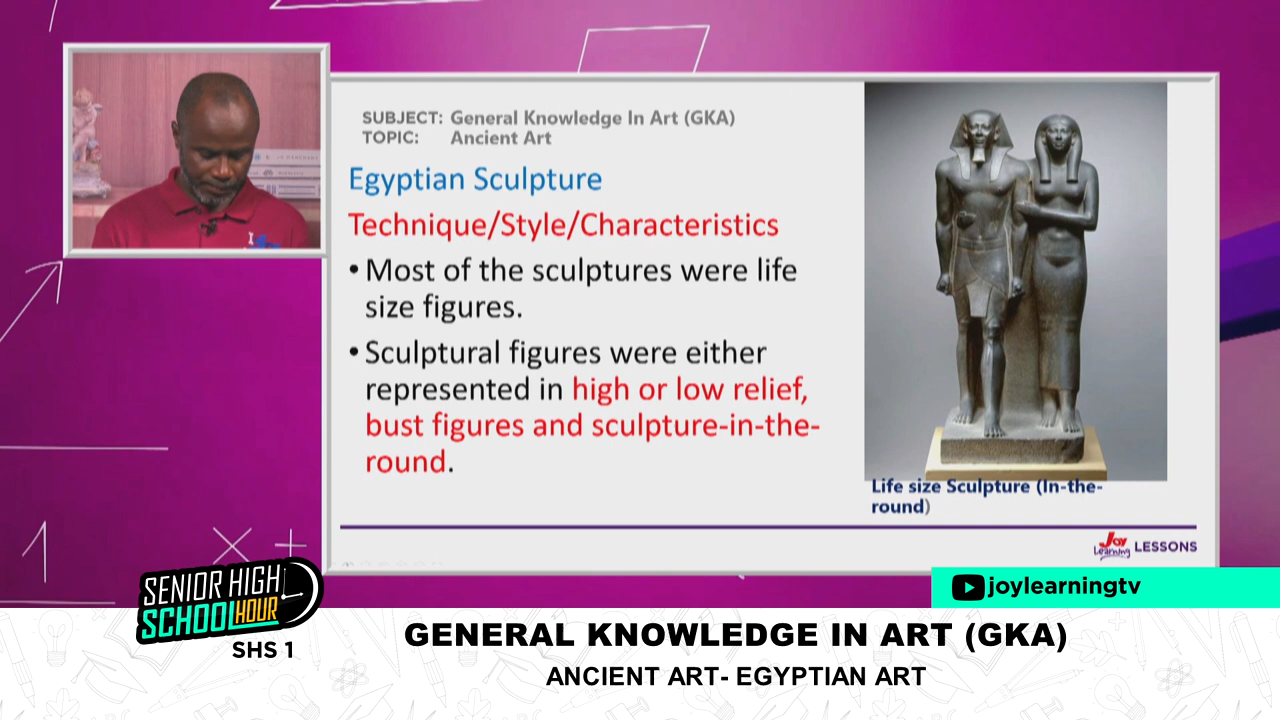 SUBJECT: General Knowledge In Art (GKA)
TOPIC: Ancient Art
Egyptian Sculpture
Technique/Style/Characteristics
• Most of the sculptures were life
size figures.
• Sculptural figures were either
represented in high or low relief,
bust figures and sculpture-in-the-
round.
Life size Sculpture (In-the-
round)
Joy Learning LESSONS
joylearningtv
SENIOR HIGH
SCHOOL HOUR
SHS 1
GENERAL KNOWLEDGE IN ART (GKA)
ANCIENT ART- EGYPTIAN ART